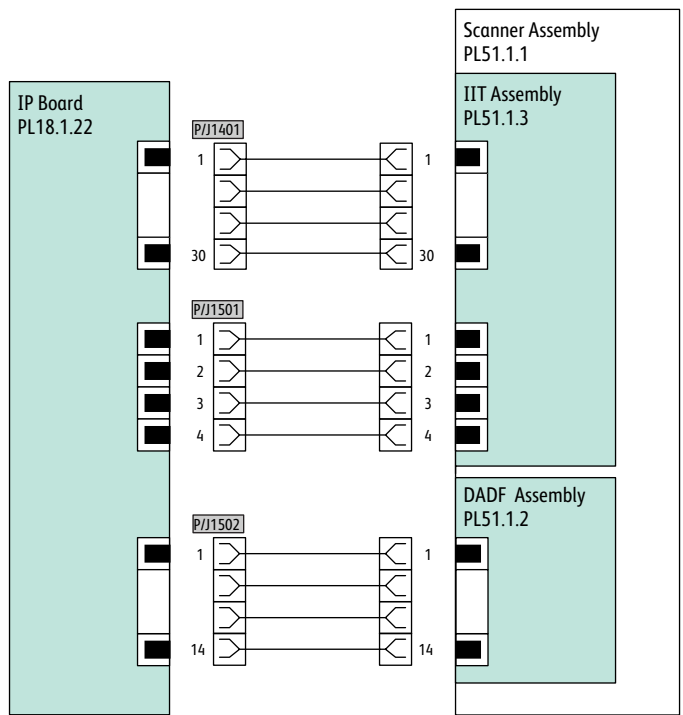 Scanner Assembly
PL51.1.1
IP Board
PL18.1.22
IIT Assembly
PL51.1.3
P/J1401
1 1
30 30
P/J1501
1 1
2 2
3 3
4 4
DADF Assembly
PL51.1.2
P/J1502
1 1
14 14